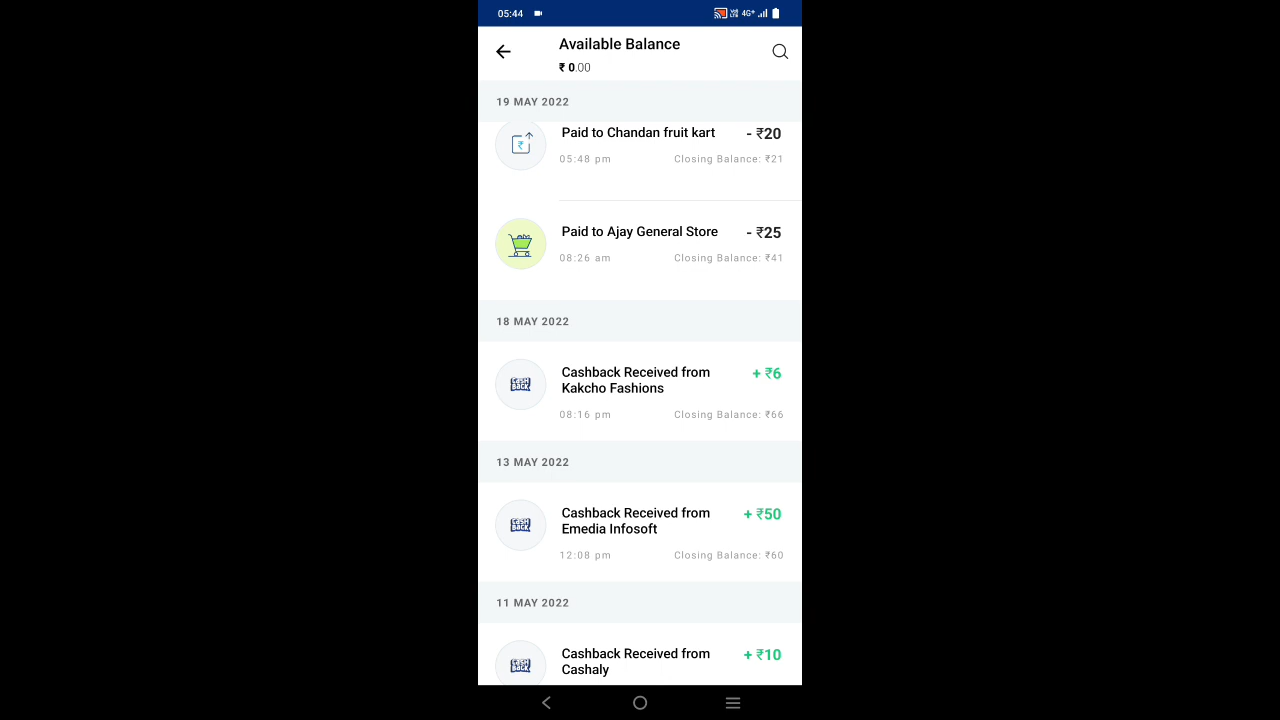 05:44
4G+
Available Balance
₹ 0.00
19 MAY 2022
Paid to Chandan fruit kart - ₹20
05:48 pm Closing Balance: ₹21
Paid to Ajay General Store - ₹25
08:26 am Closing Balance: ₹41
18 MAY 2022
Cashback Received from + ₹6
Kakcho Fashions
08:16 pm Closing Balance: ₹66
13 MAY 2022
Cashback Received from + ₹50
Emedia Infosoft
12:08 pm Closing Balance: ₹60
11 MAY 2022
Cashback Received from + ₹10
Cashaly